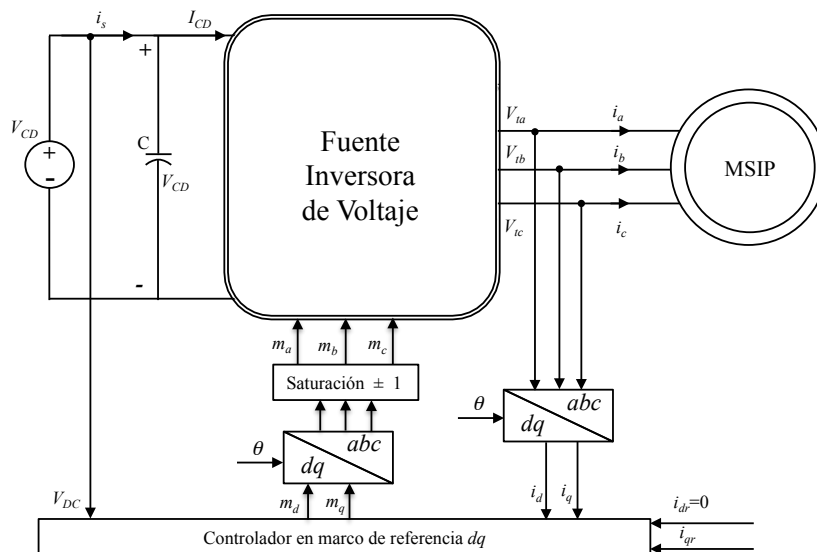 i_s
I_CD
+
V_CD
+
-
C
V_CD
-
Fuente
Inversora
de Voltaje
V_ta
i_a
V_tb
i_b
V_tc
i_c
MSIP
m_a
m_b
m_c
Saturación ± 1
θ
abc
dq
θ
abc
dq
V_DC
m_d
m_q
i_d
i_q
i_dr=0
i_qr
Controlador en marco de referencia dq